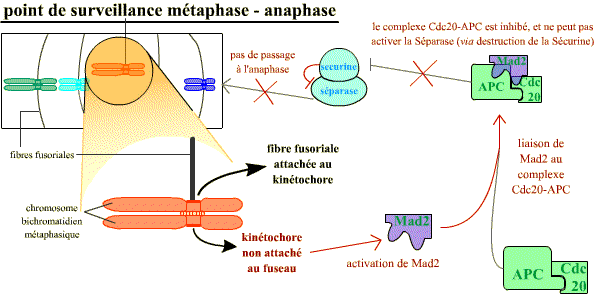 point de surveillance métaphase - anaphase
le complexe Cdc20-APC est inhibé, et ne peut pas
activer la Séparase (via destruction de la Sécurine)
pas de passage
à l'anaphase
securine
séparase
Mad2
APC
Cdc
20
fibres fusoriales
fibre fusoriale
attachée au
kinétochore
liaison de
Mad2 au
complexe
Cdc20-APC
chromosome
bichromatidien
métaphasique
kinétochore
non attaché
au fuseau
Mad2
activation de Mad2
APC
Cdc
20